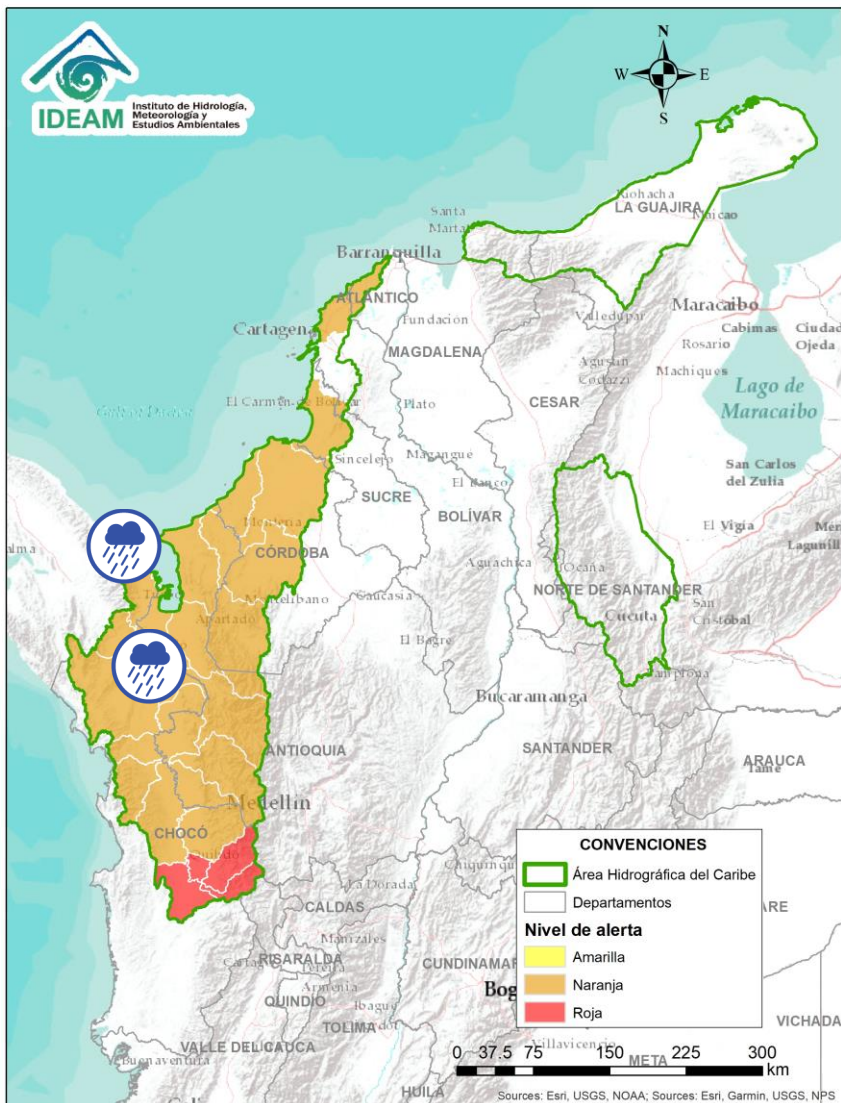 IDEAM
Instituto de Hidrología,
Meteorología y
Estudios Ambientales
N
W
E
S
Riohacha
LA GUAJIRA
Maicao
Santa
Marta
Barranquilla
ATLÁNTICO
Maracaibo
Cartagena
Fundación
Valledupar
Cabimas
Ciudad
Ojeda
Rosario
MAGDALENA
Machiques
Agustín
Codazzi
CESAR
Lago de
Maracaibo
El Carmen de Bolívar
Plato
Sincelejo
Magangue
San Carlos
del Zulia
El Banco
SUCRE
BOLÍVAR
Montería
El Vigía
CÓRDOBA
Aguachica
Ocaña
NORTE DE SANTANDER
Caucasia
Apartadó
Cucuta
San
Cristóbal
El Bagre
Bucaramanga
ANTIOQUIA
SANTANDER
ARAUCA
Tame
Medellín
CHOCÓ
Quibdó
La Dorada
CALDAS
Manizales
RISARALDA
Pereira
Armenia
QUINDÍO
Ibague
TOLIMA
VALLE DEL CAUCA
Buenaventura
HUILA
Villavicencio
META
VICHADA
CONVENCIONES
Área Hidrográfica del Caribe
Departamentos
Nivel de alerta
Amarilla
Naranja
Roja
0 37.5 75 150 225 300
km
Sources: Esri, USGS, NOAA; Sources: Esri, Garmin, USGS, NPS